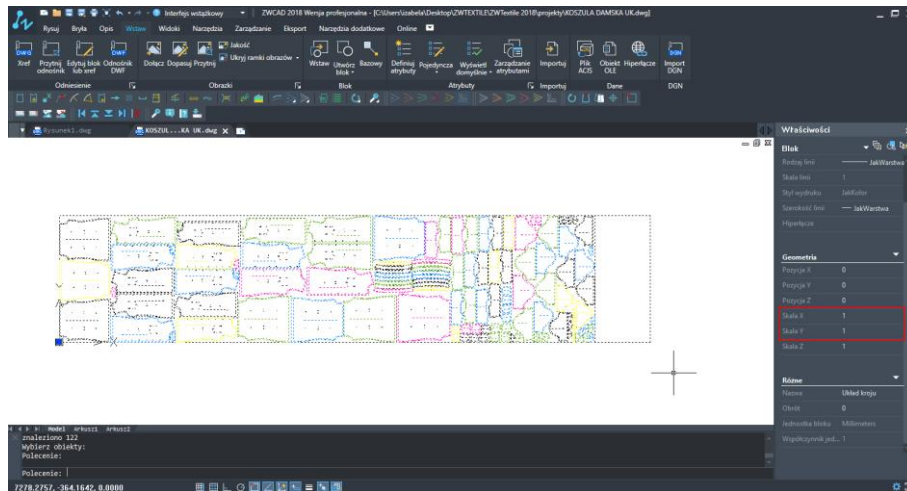 Interfejs wstążkowy
ZWCAD 2018 Wersja profesjonalna - [C:\Users\izabela\Desktop\ZWTEXTILE\ZWTextile 2018\projekty\KOSZULA DAMSKA UK.dwg]
Rysuj Bryła Opis Wstaw Widoki Narzędzia Zarządzanie Eksport Narzędzia dodatkowe Online
Xref Przytnij odnośnik Edytuj blok lub xref Odnośnik DWF Dołącz Dopasuj Przytnij Jakość Ukryj ramki obrazów Wstaw Utwórz blok Bazowy Definiuj atrybuty Pojedyncza Wyświetl domyślnie Zarządzanie atrybutami Importuj Plik ACIS Obiekt OLE Hiperłącze Import DGN
Odniesienie Obrazki Blok Atrybuty Importuj Dane DGN
Rysunek1.dwg KOSZUL...KA UK.dwg
Właściwości
Blok
Rodzaj linii JakWarstwa
Skala linii 1
Styl wydruku JakKolor
Szerokość linii JakWarstwa
Hiperłącze
Geometria
Pozycja X 0
Pozycja Y 0
Pozycja Z 0
Skala X 1
Skala Y 1
Skala Z 1
Różne
Nazwa Układ kroju
Obrót 0
Jednostka bloku Millimeters
Współczynnik jed... 1
Model Arkusz1 Arkusz2
znaleziono 122
Wybierz obiekty:
Polecenie:
Polecenie:
7278.2757, -364.1642, 0.0000